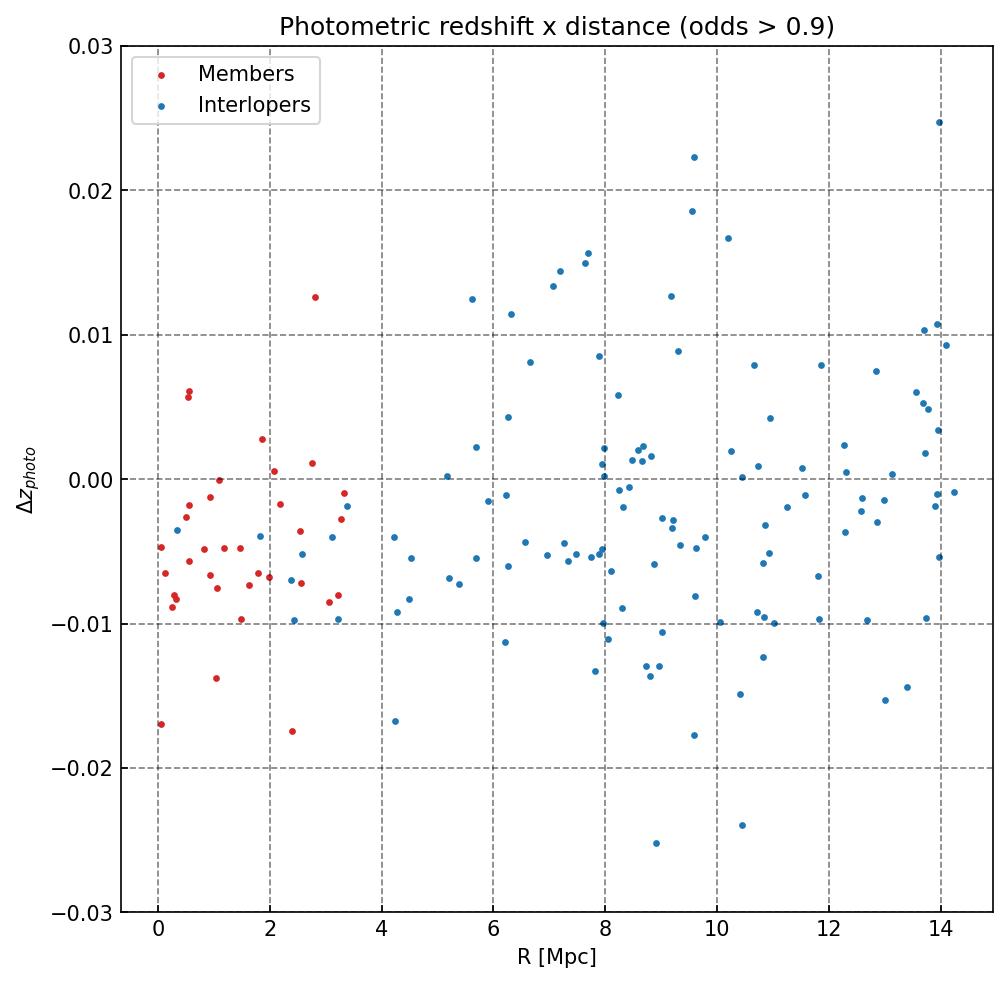 Photometric redshift x distance (odds > 0.9)
Members
Interlopers
0.03
0.02
0.01
0.00
−0.01
−0.02
−0.03
Δz_photo
0 2 4 6 8 10 12 14
R [Mpc]